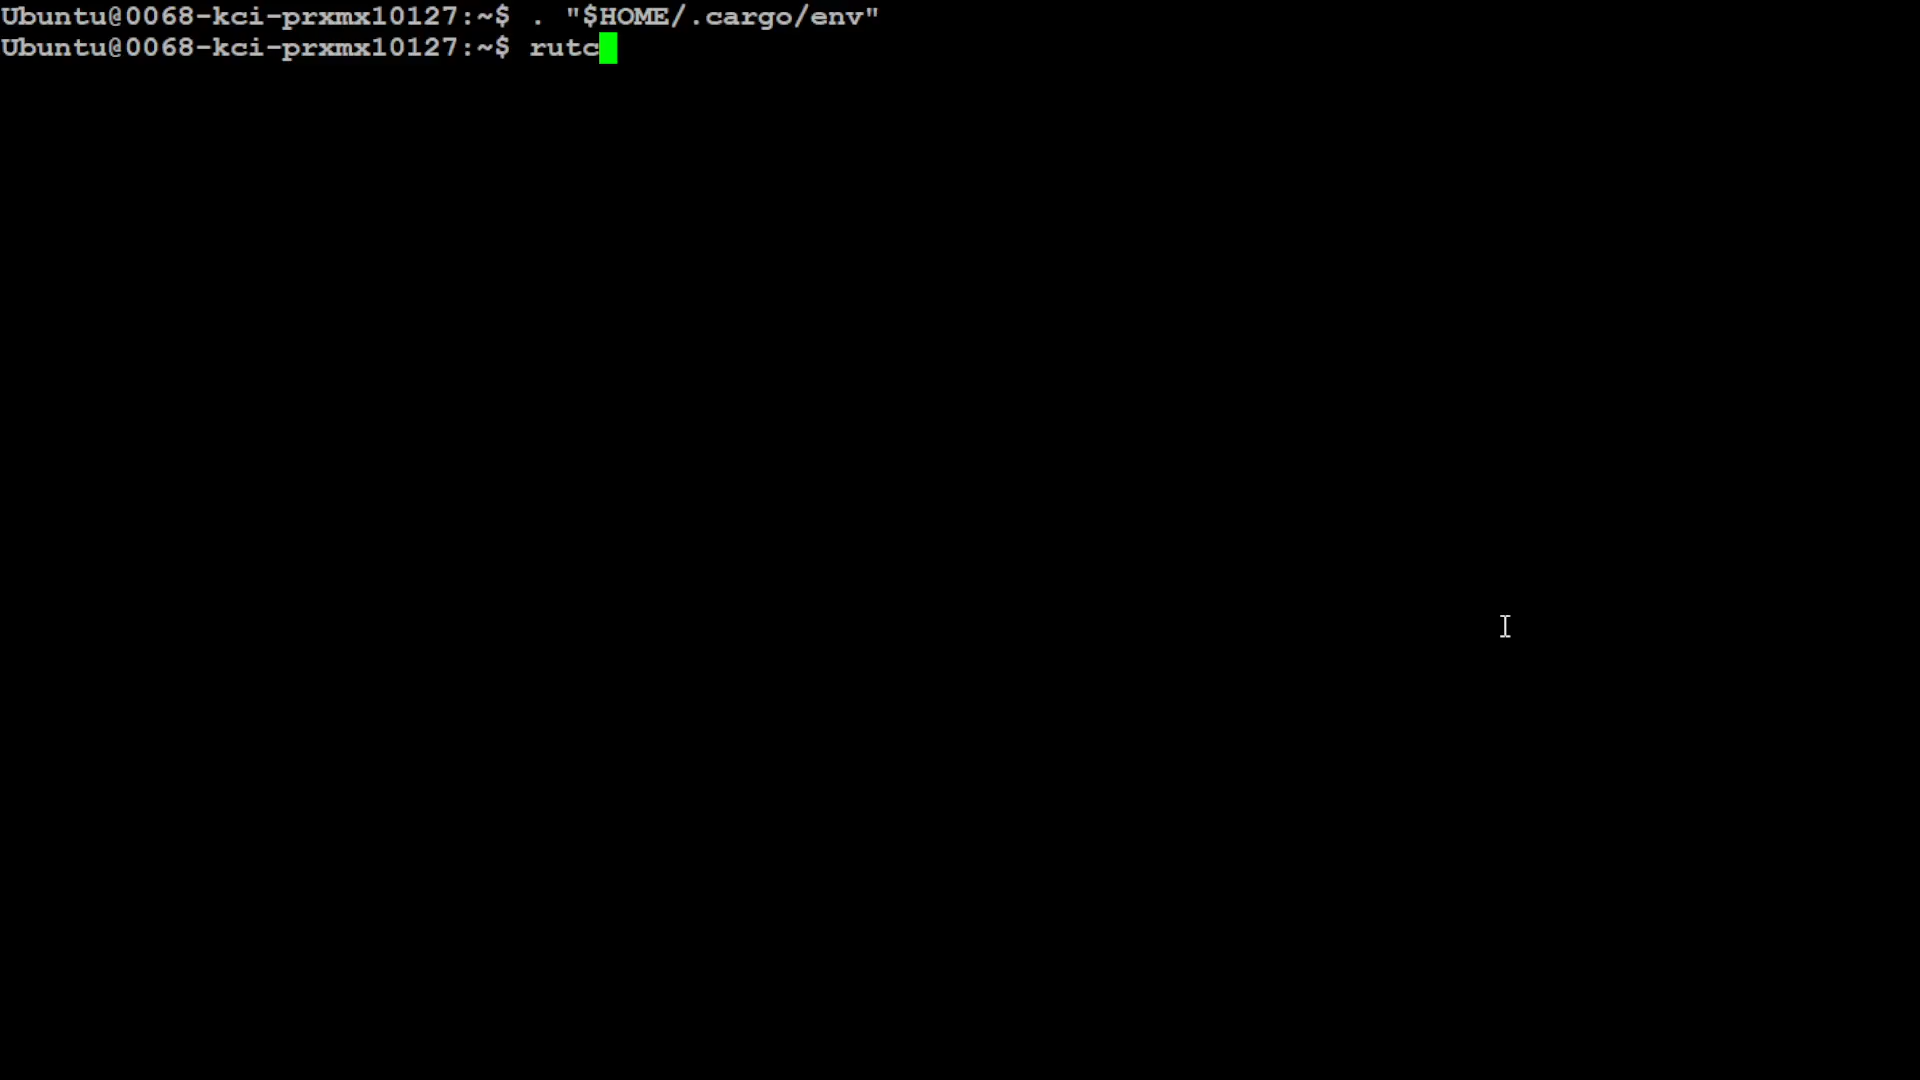 Ubuntu@0068-kci-prxmx10127:~$ . "$HOME/.cargo/env"
Ubuntu@0068-kci-prxmx10127:~$ rutc